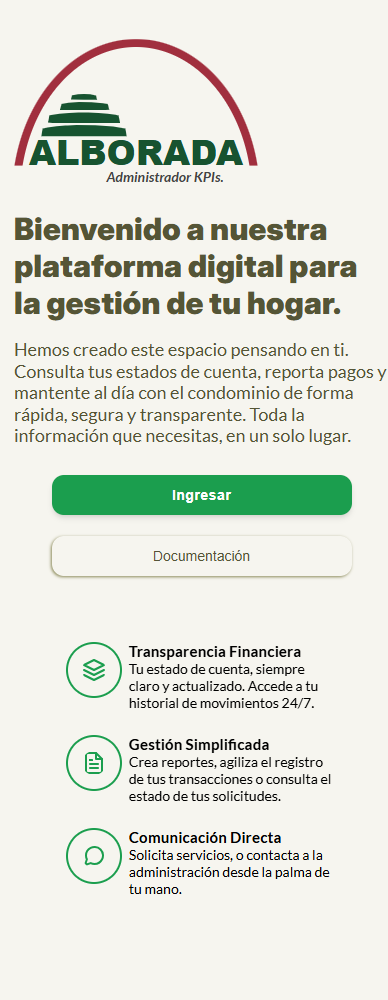 ALBORADA
Administrador KPIs.
Bienvenido a nuestra
plataforma digital para
la gestión de tu hogar.
Hemos creado este espacio pensando en ti.
Consulta tus estados de cuenta, reporta pagos y
mantente al día con el condominio de forma
rápida, segura y transparente. Toda la
información que necesitas, en un solo lugar.
Ingresar
Documentación
Transparencia Financiera
Tu estado de cuenta, siempre
claro y actualizado. Accede a tu
historial de movimientos 24/7.
Gestión Simplificada
Crea reportes, agiliza el registro
de tus transacciones o consulta el
estado de tus solicitudes.
Comunicación Directa
Solicita servicios, o contacta a la
administración desde la palma de
tu mano.